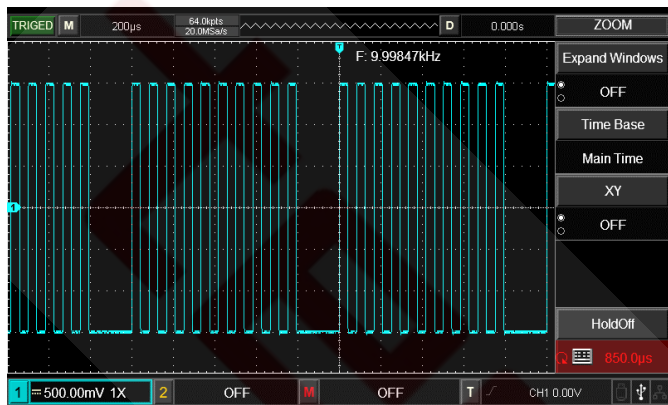 TRIGED M 200μs 64.0kpts D 0.000s ZOOM
20.0MSa/s
T
F: 9.99847kHz
Expand Windows
OFF
Time Base
Main Time
1
XY
OFF
HoldOff
850.0μs
1 500.00mV 1X 2 OFF M OFF T CH1 0.00V